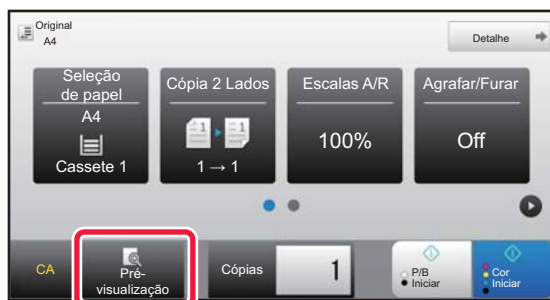 Original
A4
Detalhe
Seleção
de papel
A4
Cassete 1
Cópia 2 Lados
1 → 1
Escalas A/R
100%
Agrafar/Furar
Off
CA
Pré-
visualização
Cópias
1
P/B
Iniciar
Cor
Iniciar